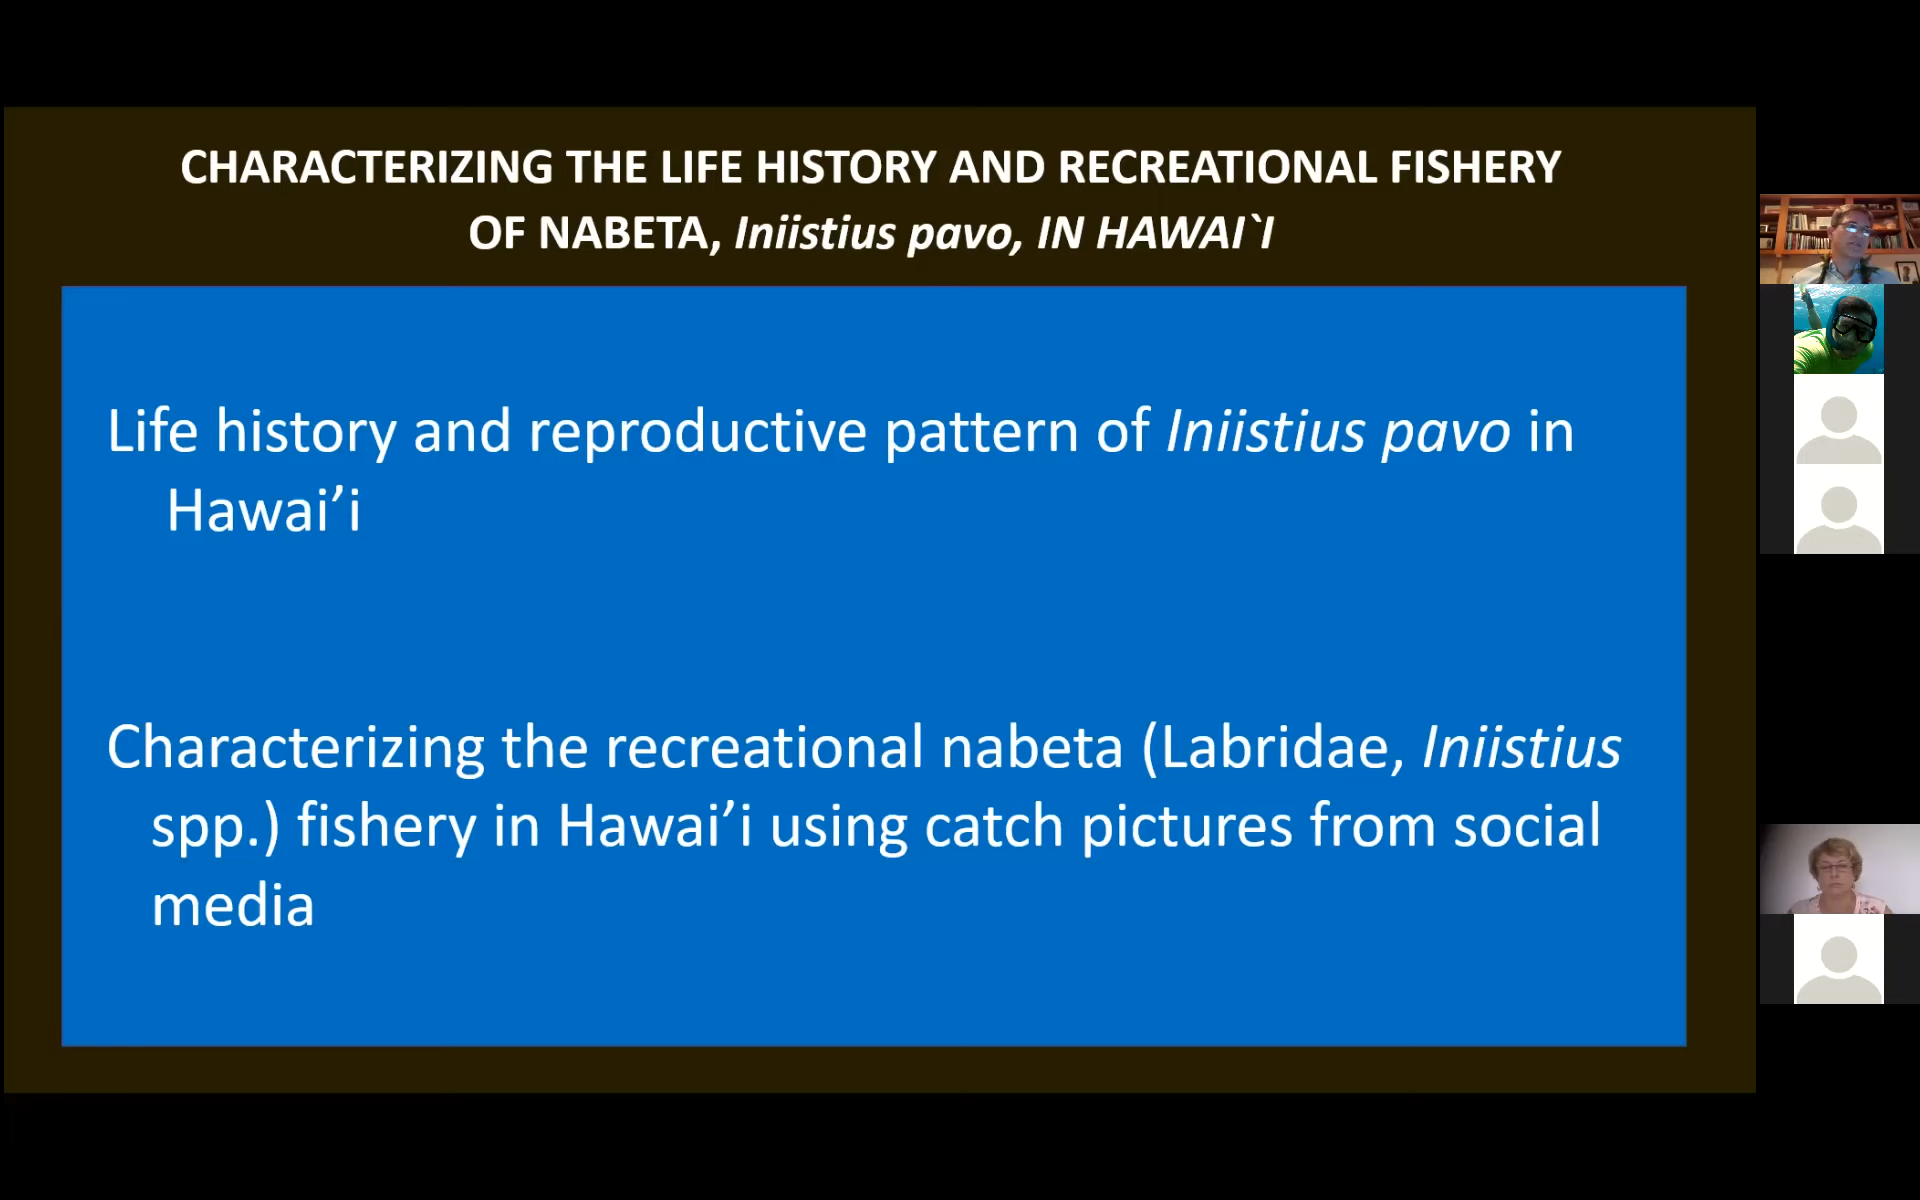 CHARACTERIZING THE LIFE HISTORY AND RECREATIONAL FISHERY
OF NABETA, Iniistius pavo, IN HAWAI`I
Life history and reproductive pattern of Iniistius pavo in
Hawai’i
Characterizing the recreational nabeta (Labridae, Iniistius
spp.) fishery in Hawai’i using catch pictures from social
media